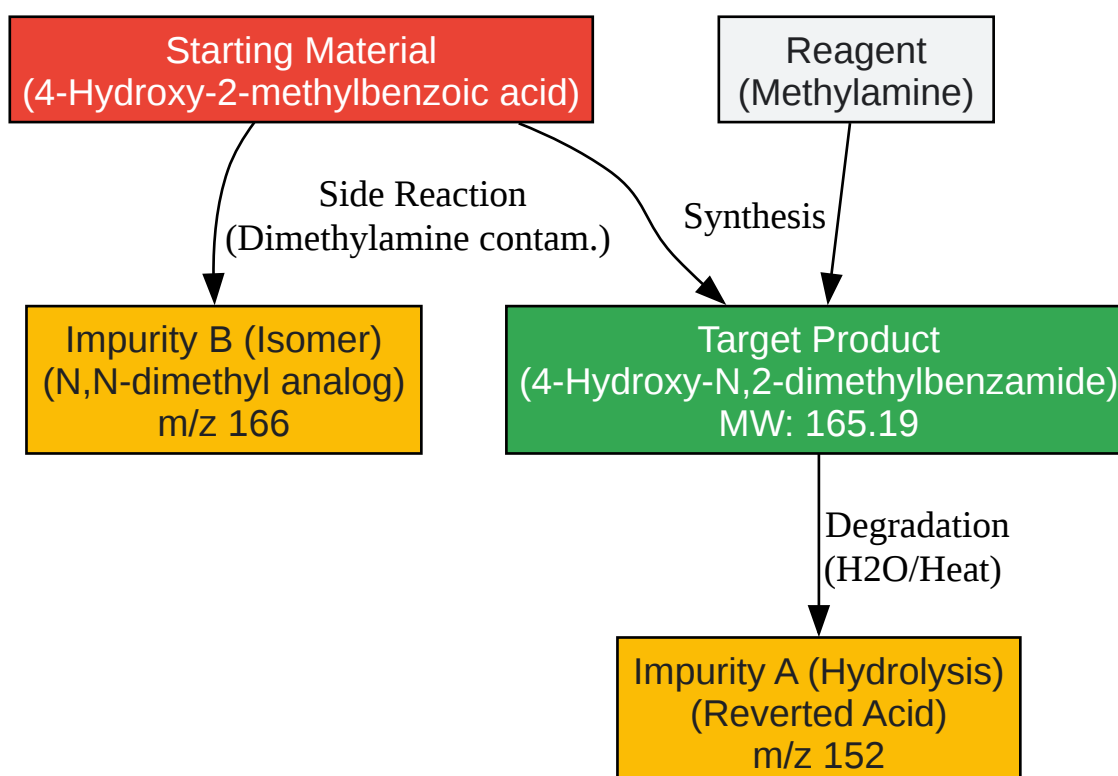 Starting Material
(4-Hydroxy-2-methylbenzoic acid)
Reagent
(Methylamine)
Side Reaction
(Dimethylamine contam.)
Synthesis
Impurity B (Isomer)
(N,N-dimethyl analog)
m/z 166
Target Product
(4-Hydroxy-N,2-dimethylbenzamide)
MW: 165.19
Degradation
(H2O/Heat)
Impurity A (Hydrolysis)
(Reverted Acid)
m/z 152